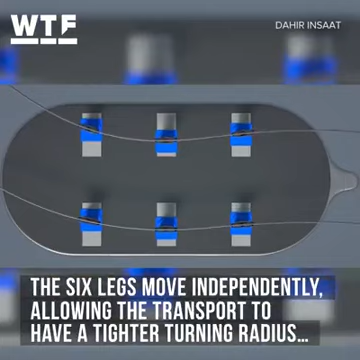 WTF
DAHIR INSAAT
THE SIX LEGS MOVE INDEPENDENTLY,
ALLOWING THE TRANSPORT TO
HAVE A TIGHTER TURNING RADIUS...